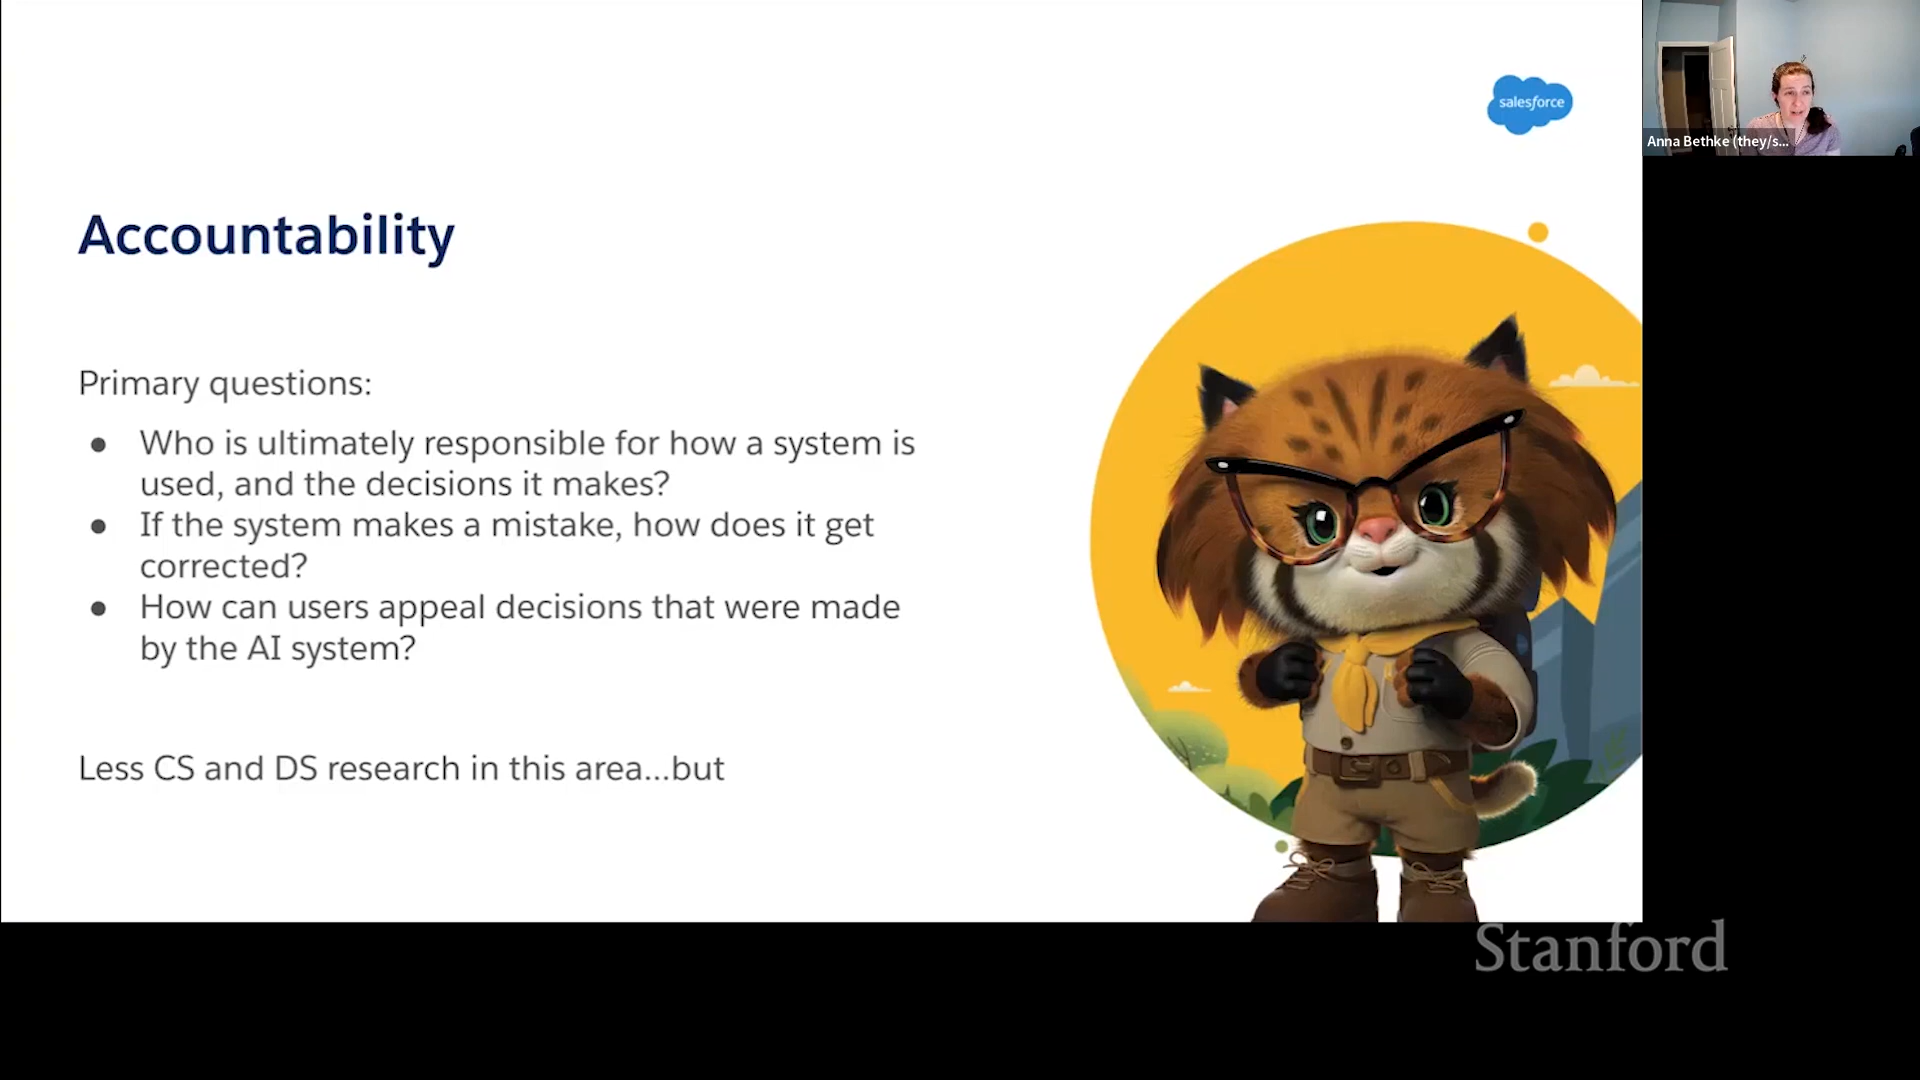 salesforce
Anna Bethke (they/s...
Accountability
Primary questions:
● Who is ultimately responsible for how a system is
used, and the decisions it makes?
● If the system makes a mistake, how does it get
corrected?
● How can users appeal decisions that were made
by the AI system?
Less CS and DS research in this area...but
Stanford